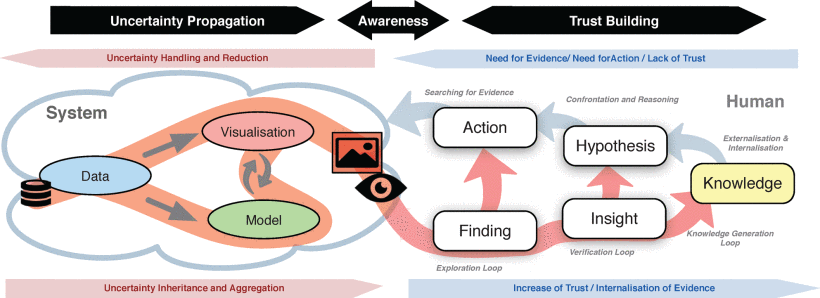 Uncertainty Propagation
Awareness
Trust Building
Uncertainty Handling and Reduction
Need for Evidence/ Need forAction / Lack of Trust
System
Searching for Evidence
Confrontation and Reasoning
Human
Visualisation
Action
Hypothesis
Externalisation &
Internalisation
Data
Knowledge
Model
Finding
Insight
Knowledge Generation
Loop
Exploration Loop
Verification Loop
Uncertainty Inheritance and Aggregation
Increase of Trust / Internalisation of Evidence